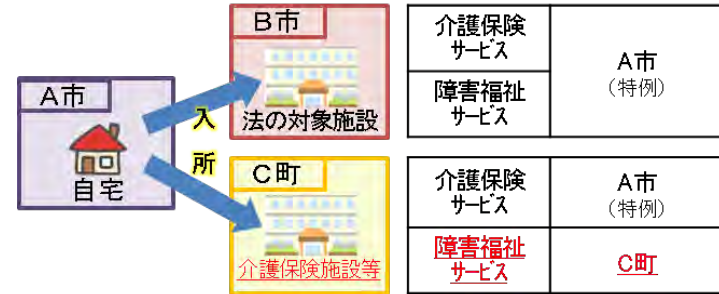 A市
自宅
入
所
B市
法の対象施設
介護保険
サービス
障害福祉
サービス
A市
(特例)
C町
介護保険施設等
介護保険
サービス
A市
(特例)
障害福祉
サービス
C町